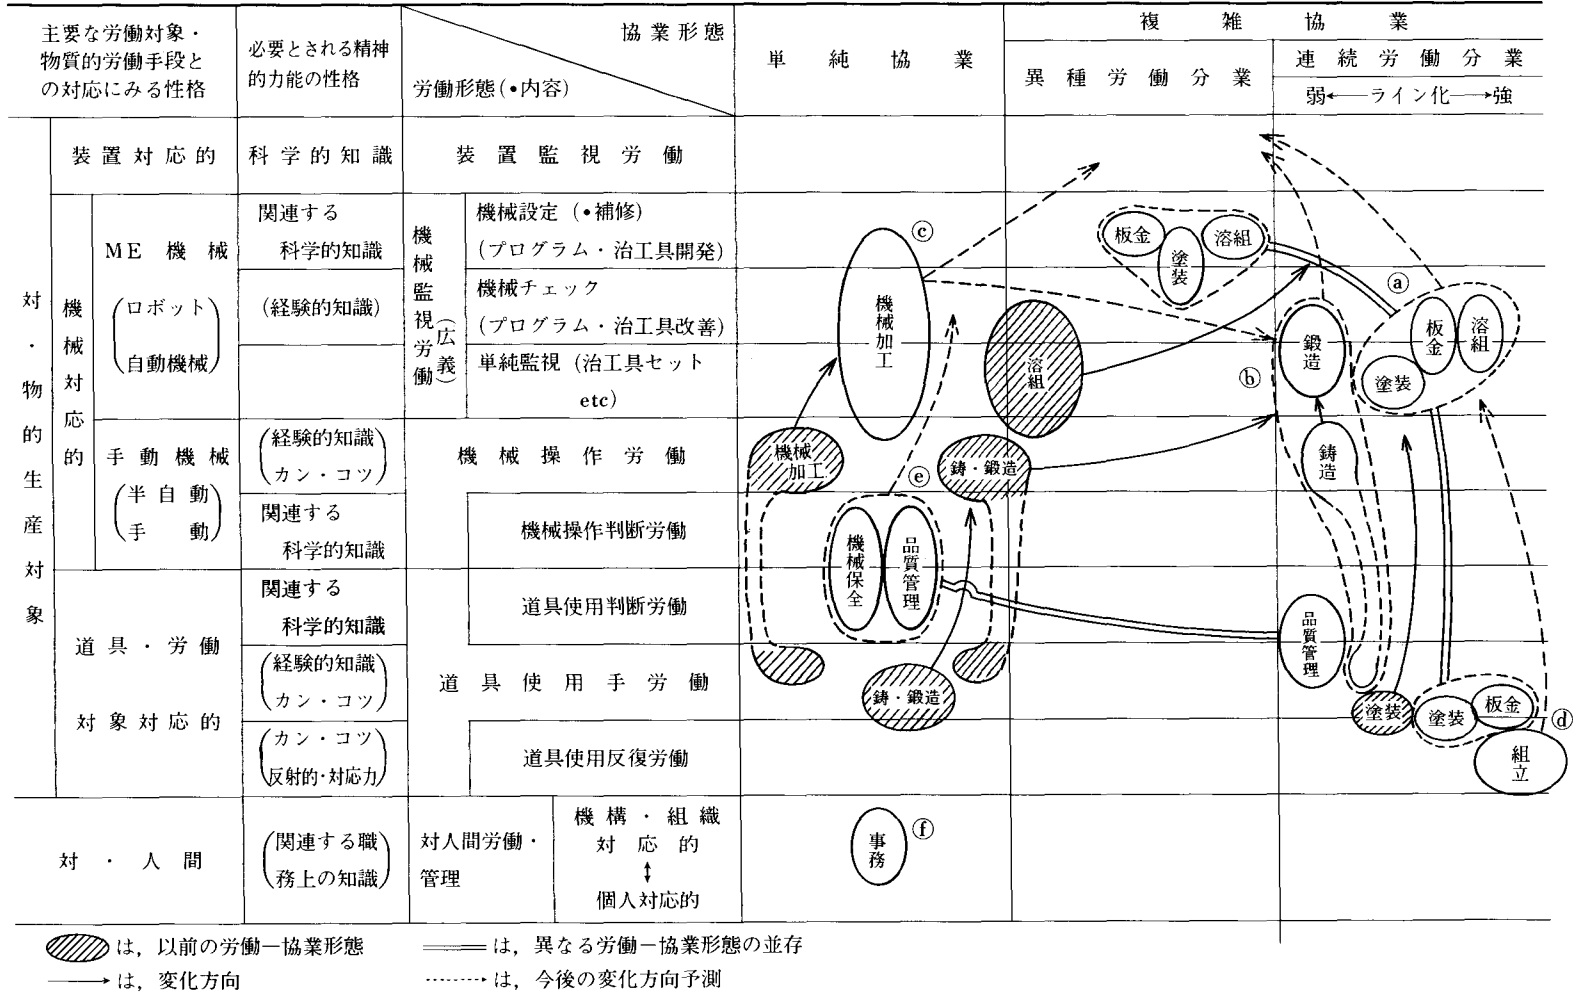 主要な労働対象・
物質的労働手段と
の対応にみる性格
必要とされる精神
的力能の性格
協業形態
労働形態(•内容)
単純協業
複雑協業
異種労働分業
連続労働分業
弱←ライン化→強
対・物的生産対象
装置対応的
科学的知識
装置監視労働
機械対応的
ME機械
(ロボット
自動機械)
関連する
科学的知識
(経験的知識)
機械監視労働(広義)
機械設定(•補修)
(プログラム・治工具開発)
機械チェック
(プログラム・治工具改善)
単純監視(治工具セット
etc)
手動機械
(半自動
手動)
(経験的知識
カン・コツ)
機械操作労働
関連する
科学的知識
機械操作判断労働
道具・労働
対象対応的
関連する
科学的知識
道具使用判断労働
(経験的知識
カン・コツ)
道具使用手労働
(カン・コツ
反射的・対応力)
道具使用反復労働
対・人間
(関連する職
務上の知識)
対人間労働・
管理
機構・組織
対応的
↕
個人対応的
ⓒ
機械加工
機械
加工
鋳・鍛造
ⓔ
機械保全
品質管理
鋳・鍛造
事務
ⓕ
板金
塗装
溶組
溶組
ⓐ
ⓑ
鍛造
板金
溶組
塗装
鋳造
品質管理
塗装
塗装
板金
ⓓ
組立
は，以前の労働－協業形態
は，異なる労働－協業形態の並存
は，変化方向
は，今後の変化方向予測